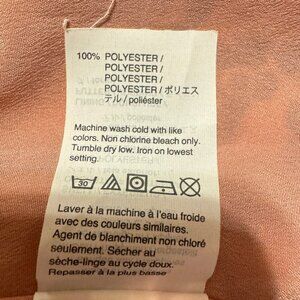 100% POLYESTER /
POLYESTER /
POLYESTER /
POLYESTER / ポリエス
テル / poliéster
Machine wash cold with like
colors. Non chlorine bleach only.
Tumble dry low. Iron on lowest
setting.
30
Laver à la machine à l'eau froide
avec des couleurs similaires.
Agent de blanchiment non chloré
seulement. Sécher au
sèche-linge au cycle doux.
Repasser à la plus basse